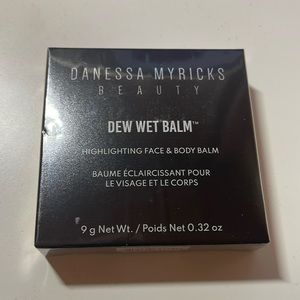 DANESSA MYRICKS
BEAUTY
DEW WET BALM™
HIGHLIGHTING FACE & BODY BALM
BAUME ÉCLAIRCISSANT POUR
LE VISAGE ET LE CORPS
9 g Net Wt. / Poids Net 0.32 oz